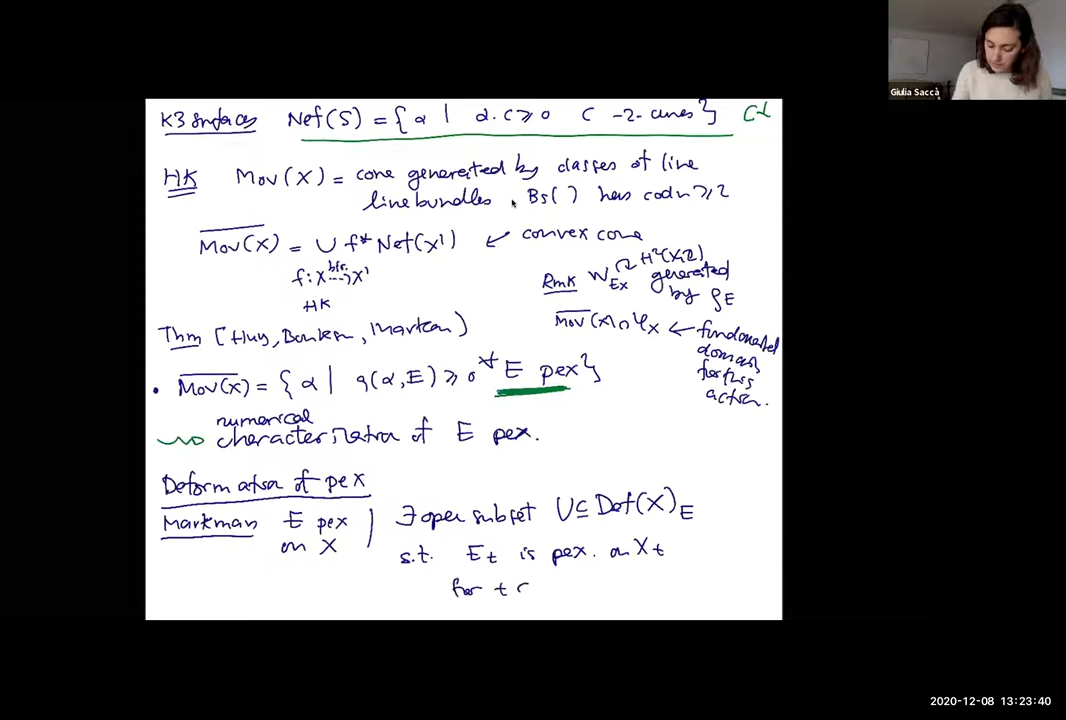 K3 surfaces Nef(S) = { α | α.C ≥ 0 C -2-curves }
HK Mov(X) = cone generated by classes of line
line bundles . Bs( ) has codim ≥ 2
Mov(X) = ∪ f* Nef(X') ← convex cone
f: X ⇢ X'
HK
Rmk W_Ex H²(X,Z)
generated
by ρ_E
Mov(X) ∩ 𝒞_X ← fundamental
domain
for this
action.
Thm [Huy, Markman)
• Mov(X) = { α | q(α,E) ≥ 0 ∀ E pex }
numerical
characterization of E pex.
Deformation of pex
Markman E pex
on X
∃ open subset U ⊆ Def(X)_E
s.t. E_t is pex. on X_t
for t
Giulia Saccà
2020-12-08 13:23:40